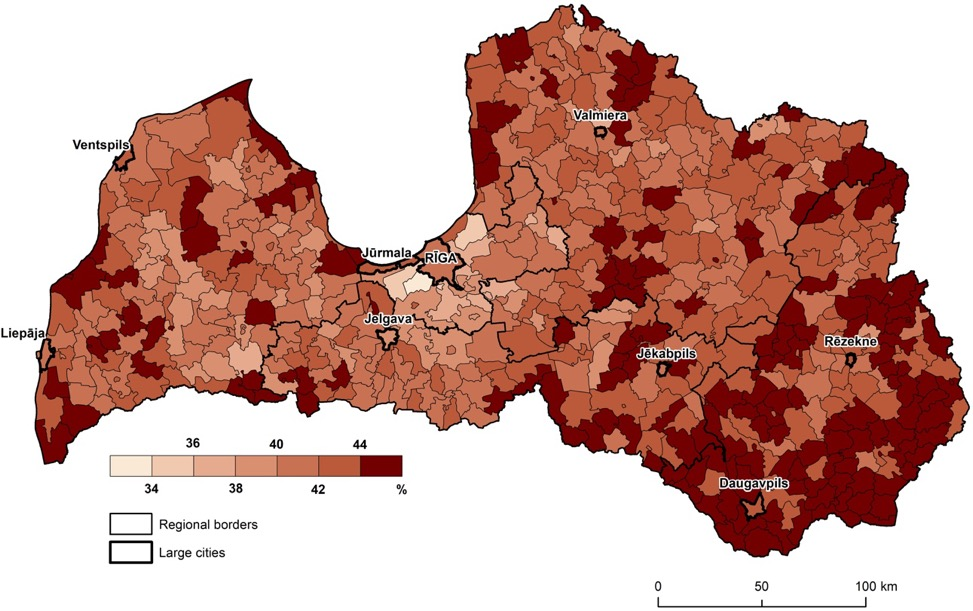 Valmiera
Ventspils
Jūrmala
RĪGA
Jelgava
Liepāja
Jēkabpils
Rēzekne
Daugavpils
36 40 44
34 38 42 %
Regional borders
Large cities
0 50 100 km